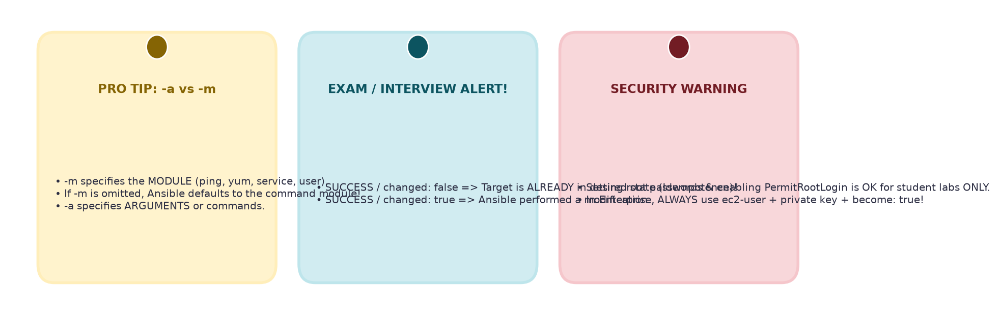 PRO TIP: -a vs -m
• -m specifies the MODULE (ping, yum, service, user).
• If -m is omitted, Ansible defaults to the command module!
• -a specifies ARGUMENTS or commands.
EXAM / INTERVIEW ALERT!
• SUCCESS / changed: false => Target is ALREADY in desired state (Idempotence)!
• SUCCESS / changed: true => Ansible performed a modification.
SECURITY WARNING
• Setting root passwords & enabling PermitRootLogin is OK for student labs ONLY.
• In Enterprise, ALWAYS use ec2-user + private key + become: true!